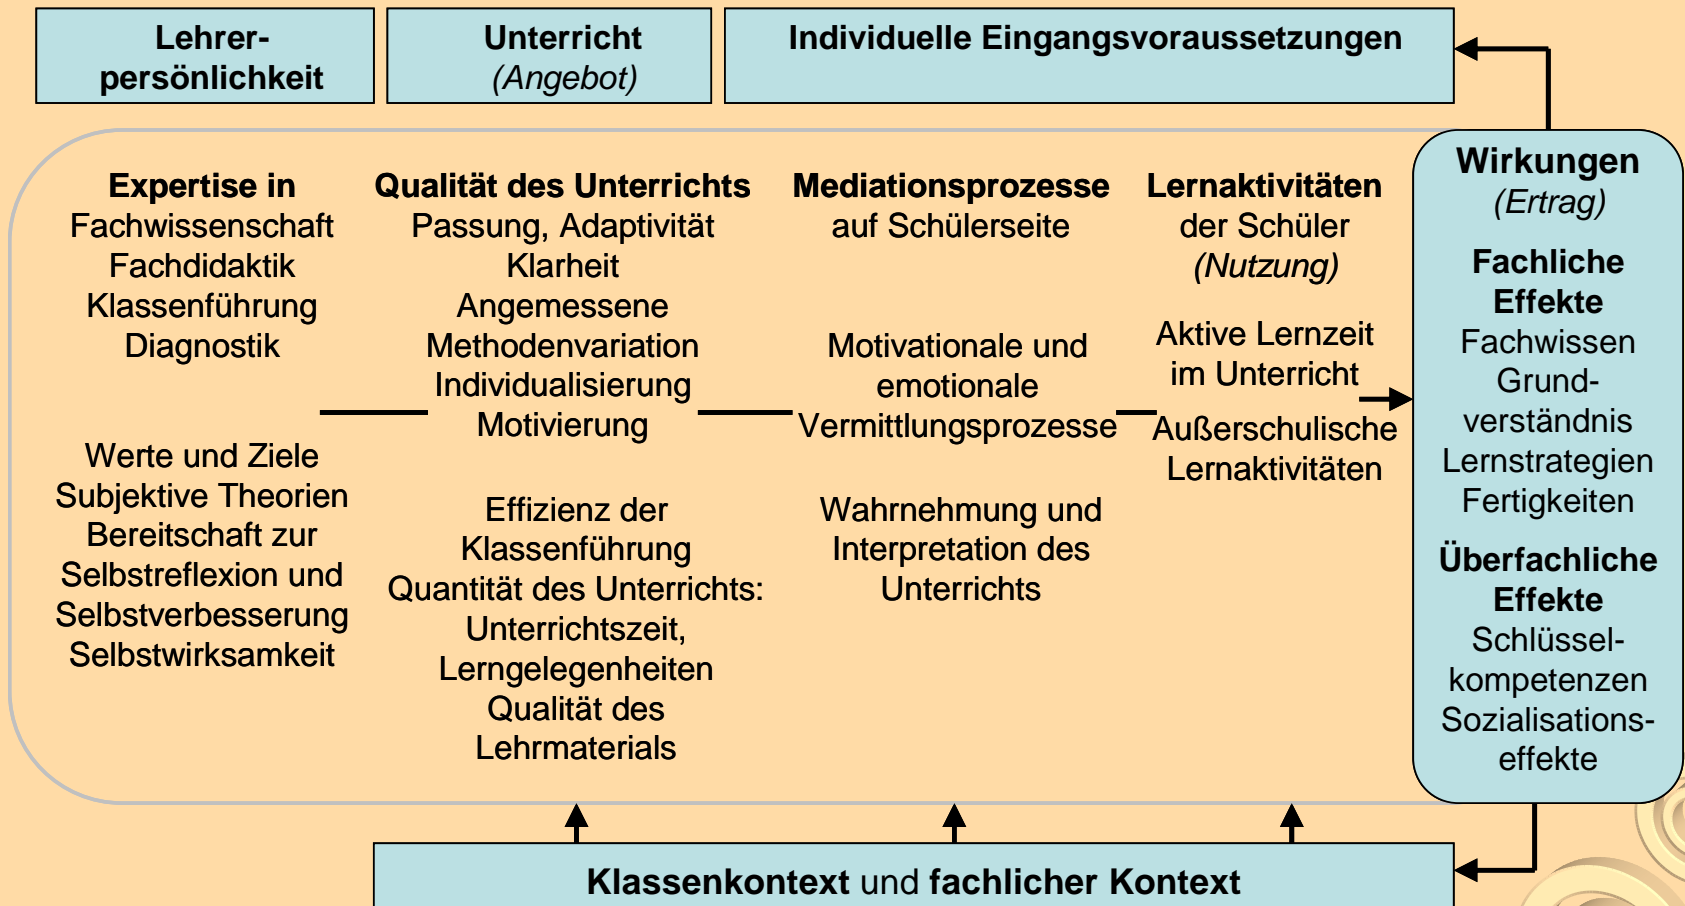 Lehrer-
persönlichkeit
Unterricht
(Angebot)
Individuelle Eingangsvoraussetzungen
Expertise in
Fachwissenschaft
Fachdidaktik
Klassenführung
Diagnostik
Werte und Ziele
Subjektive Theorien
Bereitschaft zur
Selbstreflexion und
Selbstverbesserung
Selbstwirksamkeit
Qualität des Unterrichts
Passung, Adaptivität
Klarheit
Angemessene
Methodenvariation
Individualisierung
Motivierung
Effizienz der
Klassenführung
Quantität des Unterrichts:
Unterrichtszeit,
Lerngelegenheiten
Qualität des
Lehrmaterials
Mediationsprozesse
auf Schülerseite
Motivationale und
emotionale
Vermittlungsprozesse
Wahrnehmung und
Interpretation des
Unterrichts
Lernaktivitäten
der Schüler
(Nutzung)
Aktive Lernzeit
im Unterricht
Außerschulische
Lernaktivitäten
Wirkungen
(Ertrag)
Fachliche
Effekte
Fachwissen
Grund-
verständnis
Lernstrategien
Fertigkeiten
Überfachliche
Effekte
Schlüssel-
kompetenzen
Sozialisations-
effekte
Klassenkontext und fachlicher Kontext